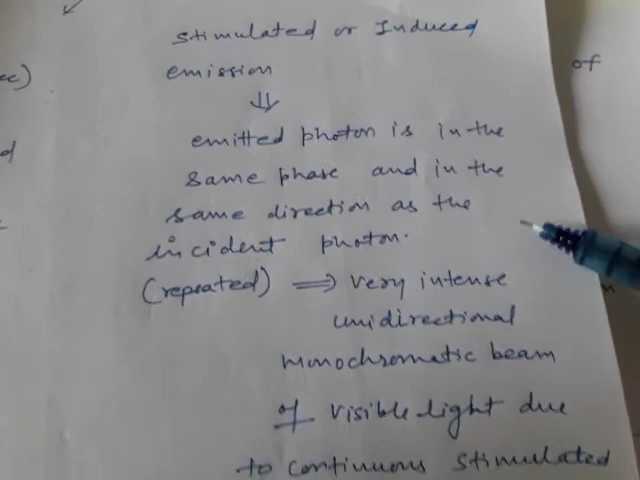 stimulated or Induced
emission
⇓
emitted photon is in the
same phase and in the
same direction as the
incident photon.
(repeated) ⇒ very intense
unidirectional
monochromatic beam
of visible light due
to continuous stimulated
of